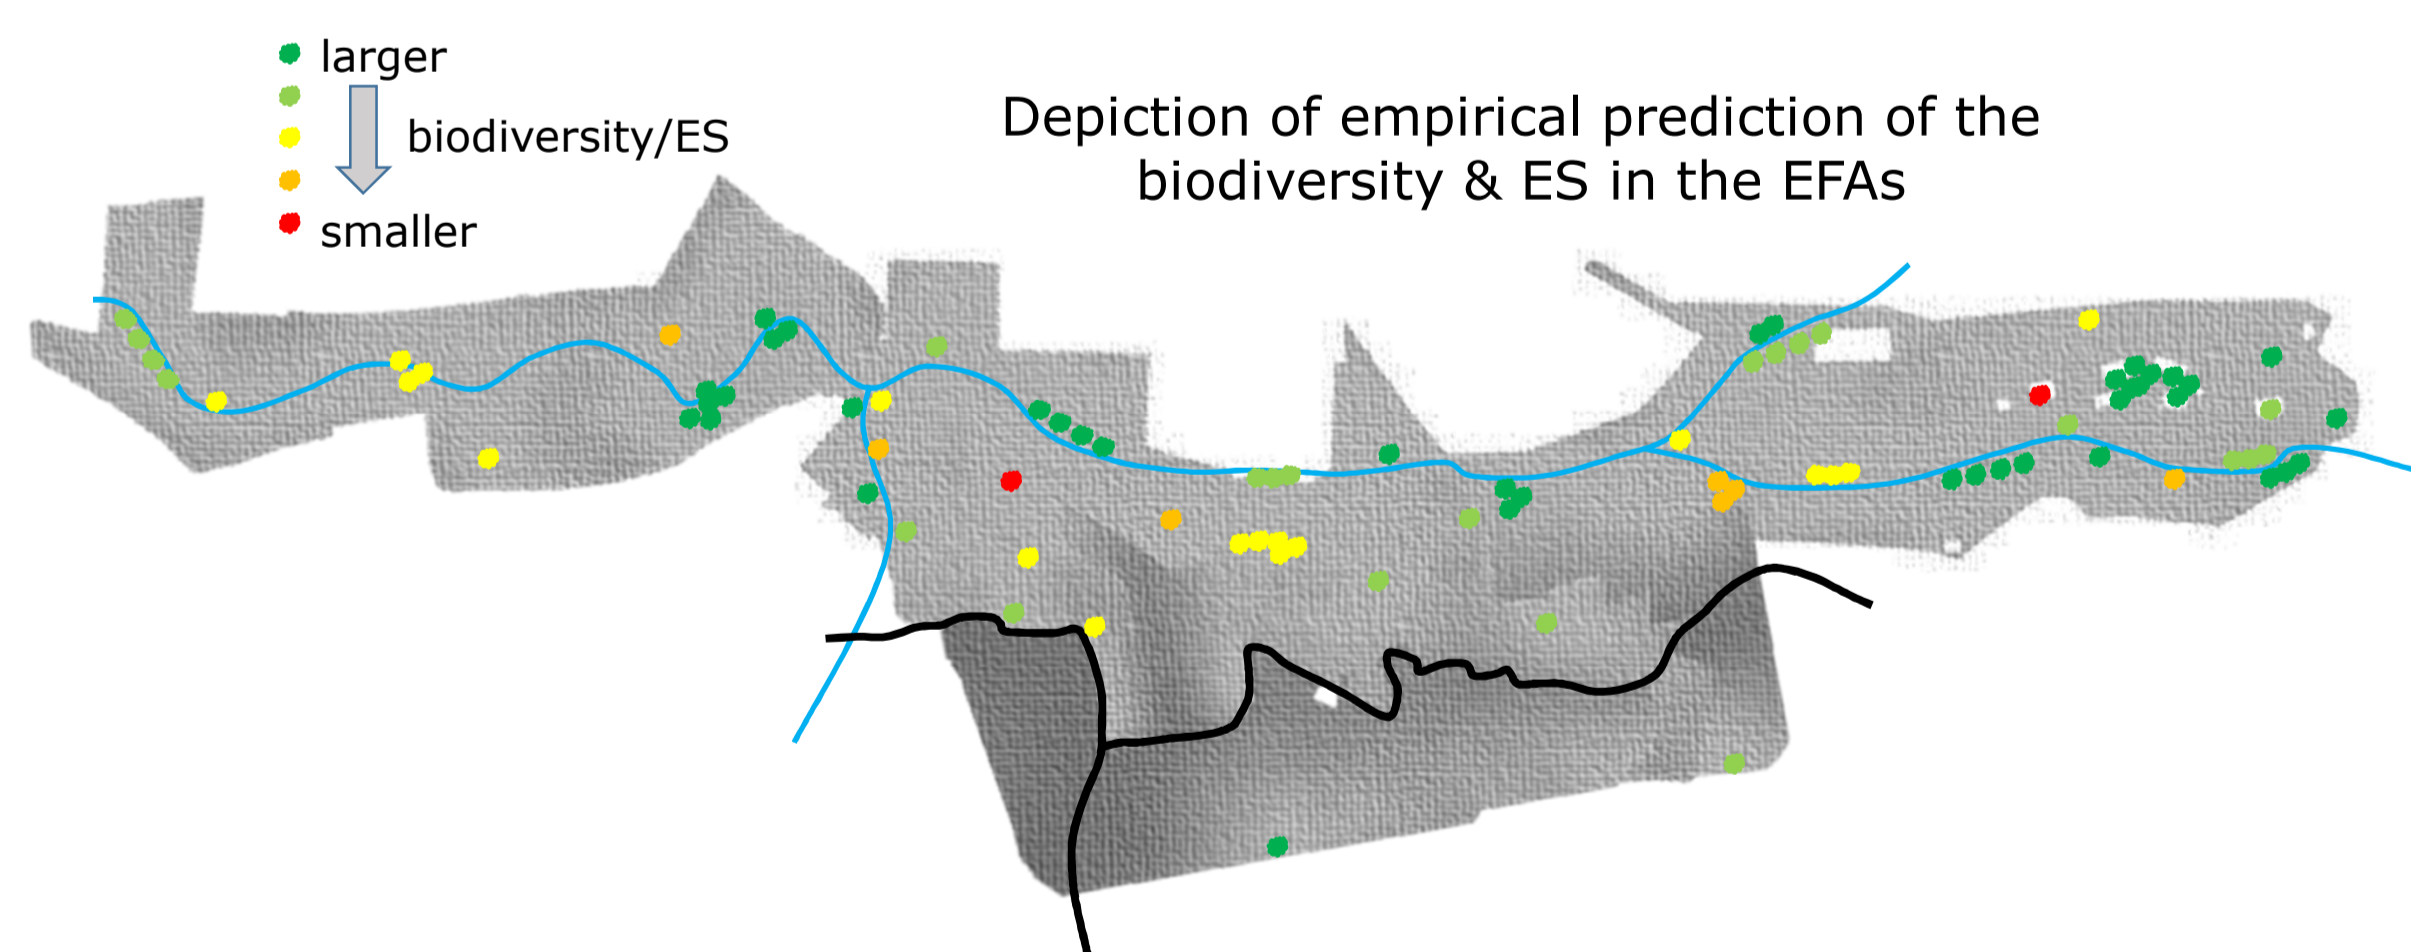 larger
biodiversity/ES
smaller
Depiction of empirical prediction of the
biodiversity & ES in the EFAs